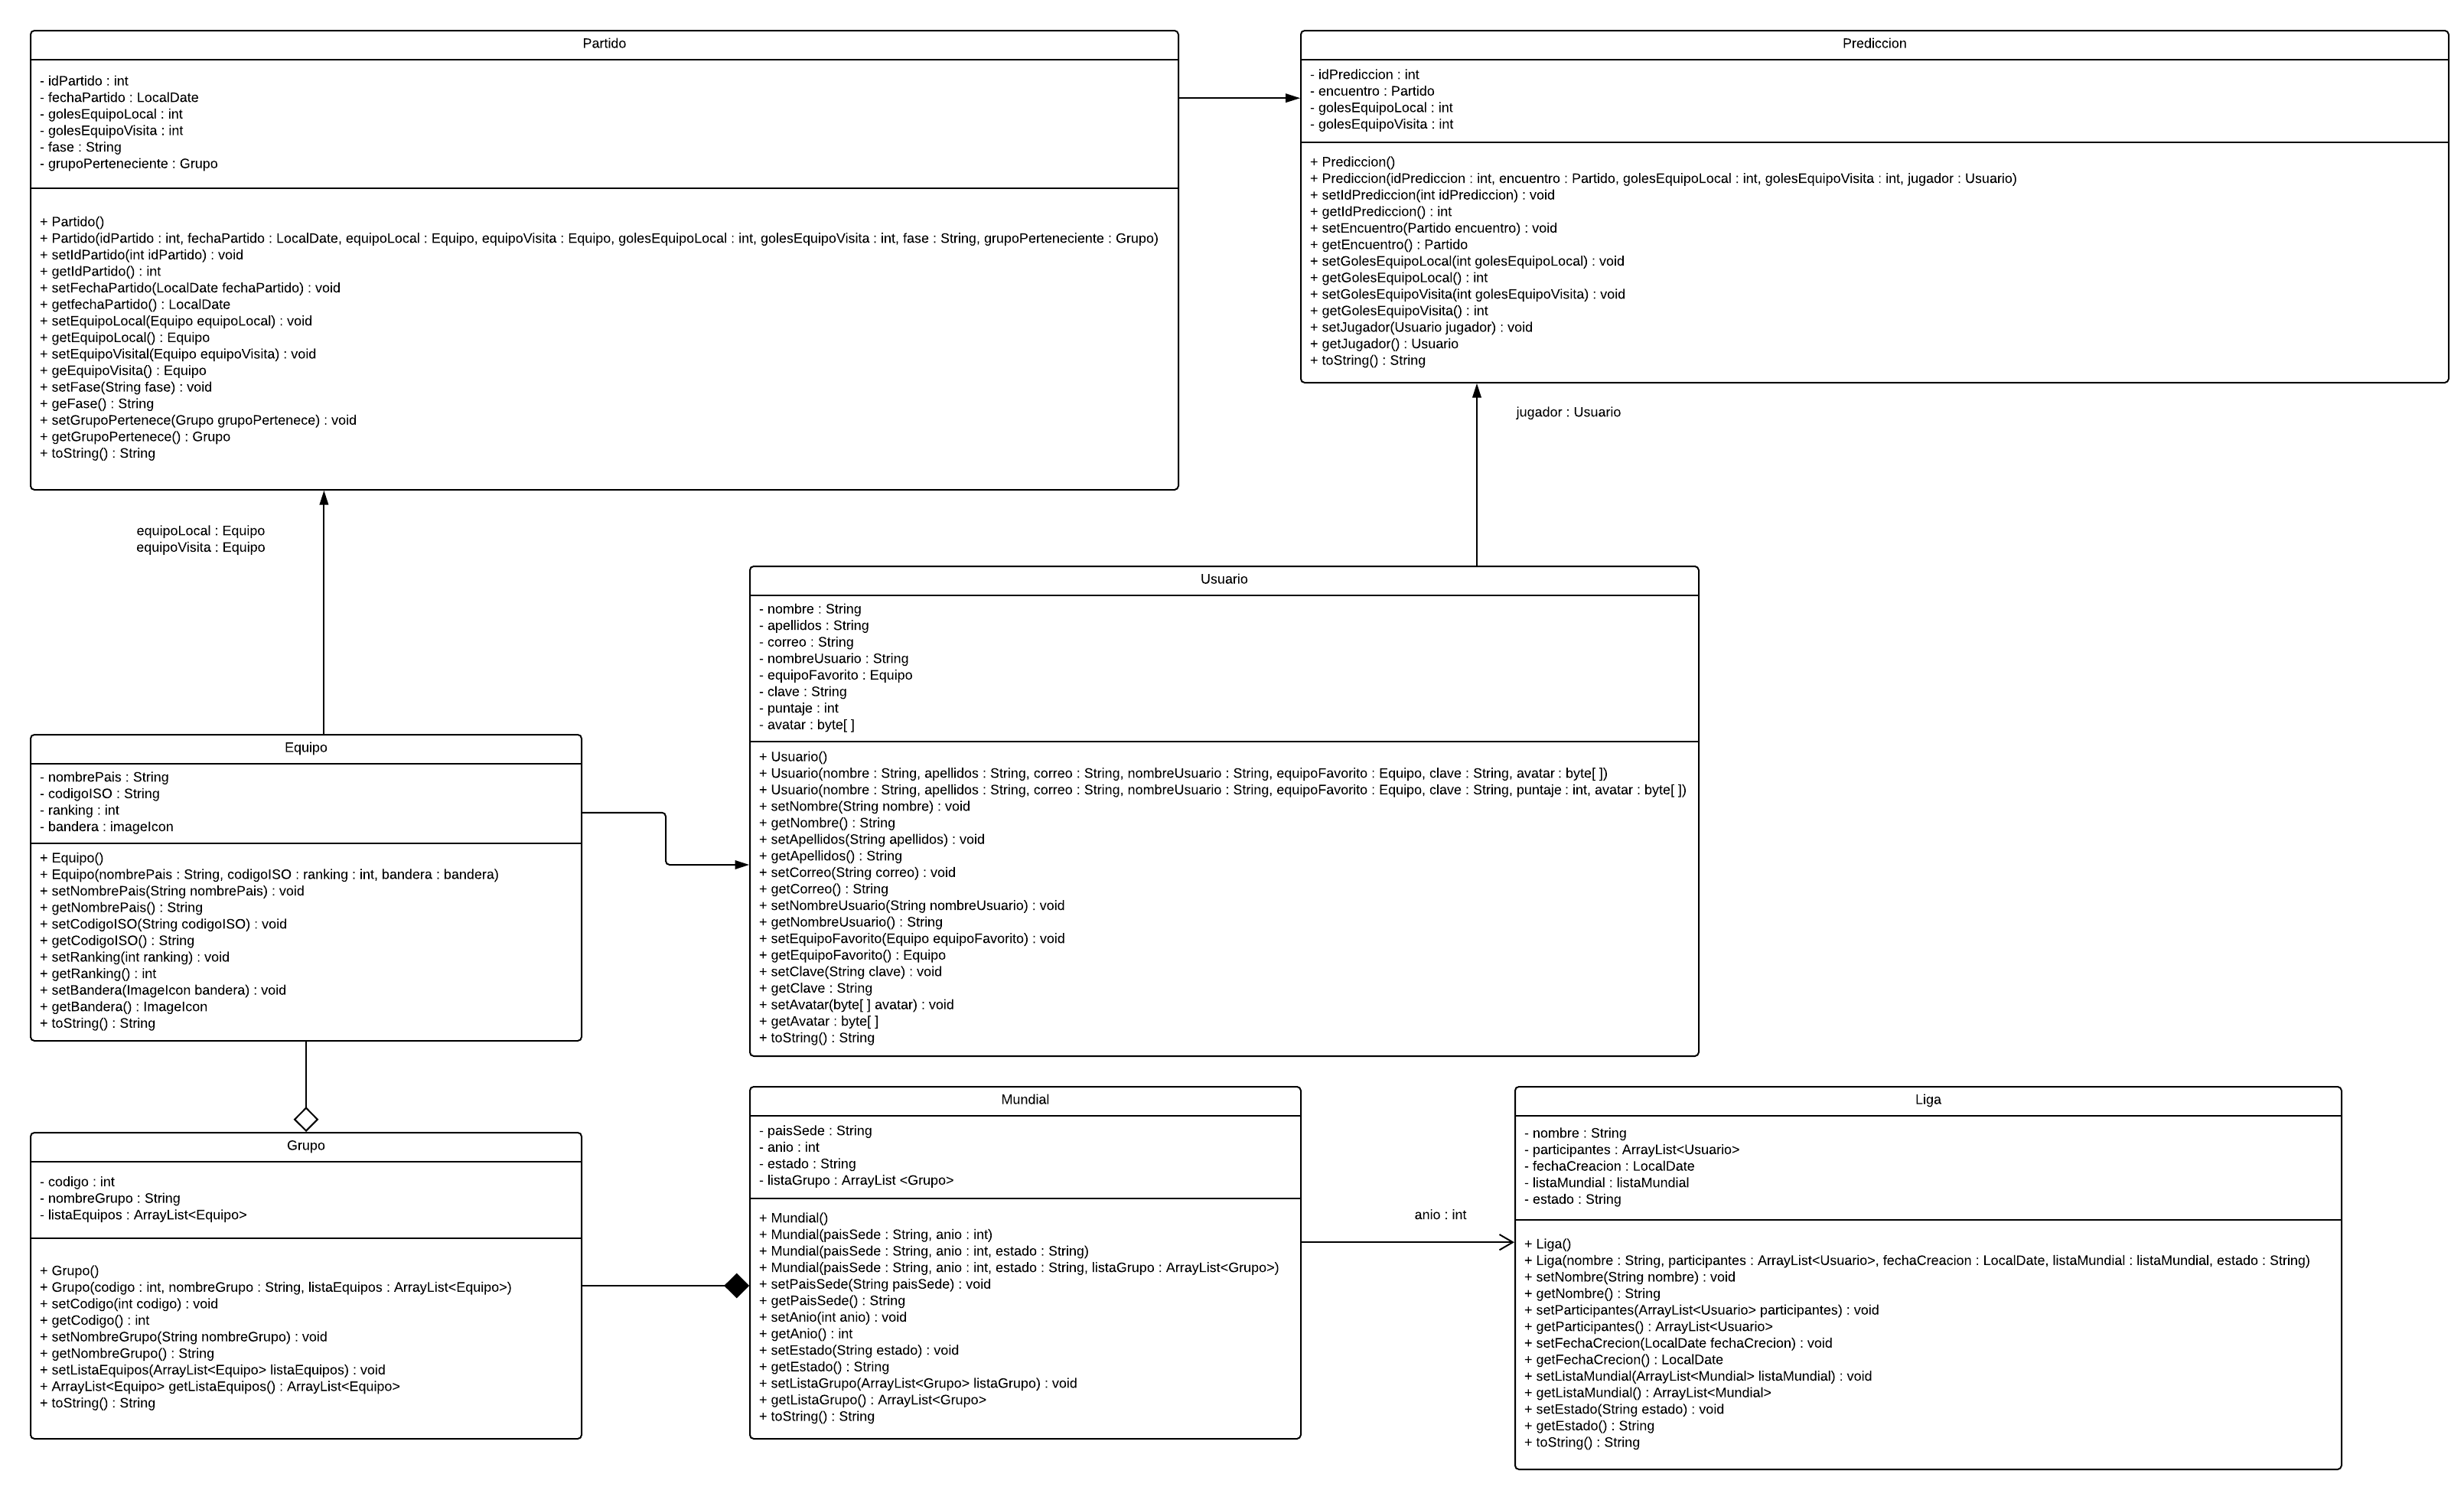 Partido
- idPartido : int
- fechaPartido : LocalDate
- golesEquipoLocal : int
- golesEquipoVisita : int
- fase : String
- grupoPerteneciente : Grupo
+ Partido()
+ Partido(idPartido : int, fechaPartido : LocalDate, equipoLocal : Equipo, equipoVisita : Equipo, golesEquipoLocal : int, golesEquipoVisita : int, fase : String, grupoPerteneciente : Grupo)
+ setIdPartido(int idPartido) : void
+ getIdPartido() : int
+ setFechaPartido(LocalDate fechaPartido) : void
+ getfechaPartido() : LocalDate
+ setEquipoLocal(Equipo equipoLocal) : void
+ getEquipoLocal() : Equipo
+ setEquipoVisital(Equipo equipoVisita) : void
+ geEquipoVisita() : Equipo
+ setFase(String fase) : void
+ geFase() : String
+ setGrupoPertenece(Grupo grupoPertenece) : void
+ getGrupoPertenece() : Grupo
+ toString() : String
Prediccion
- idPrediccion : int
- encuentro : Partido
- golesEquipoLocal : int
- golesEquipoVisita : int
+ Prediccion()
+ Prediccion(idPrediccion : int, encuentro : Partido, golesEquipoLocal : int, golesEquipoVisita : int, jugador : Usuario)
+ setIdPrediccion(int idPrediccion) : void
+ getIdPrediccion() : int
+ setEncuentro(Partido encuentro) : void
+ getEncuentro() : Partido
+ setGolesEquipoLocal(int golesEquipoLocal) : void
+ getGolesEquipoLocal() : int
+ setGolesEquipoVisita(int golesEquipoVisita) : void
+ getGolesEquipoVisita() : int
+ setJugador(Usuario jugador) : void
+ getJugador() : Usuario
+ toString() : String
jugador : Usuario
equipoLocal : Equipo
equipoVisita : Equipo
Usuario
- nombre : String
- apellidos : String
- correo : String
- nombreUsuario : String
- equipoFavorito : Equipo
- clave : String
- puntaje : int
- avatar : byte[ ]
+ Usuario()
+ Usuario(nombre : String, apellidos : String, correo : String, nombreUsuario : String, equipoFavorito : Equipo, clave : String, avatar : byte[ ])
+ Usuario(nombre : String, apellidos : String, correo : String, nombreUsuario : String, equipoFavorito : Equipo, clave : String, puntaje : int, avatar : byte[ ])
+ setNombre(String nombre) : void
+ getNombre() : String
+ setApellidos(String apellidos) : void
+ getApellidos() : String
+ setCorreo(String correo) : void
+ getCorreo() : String
+ setNombreUsuario(String nombreUsuario) : void
+ getNombreUsuario() : String
+ setEquipoFavorito(Equipo equipoFavorito) : void
+ getEquipoFavorito() : Equipo
+ setClave(String clave) : void
+ getClave : String
+ setAvatar(byte[ ] avatar) : void
+ getAvatar : byte[ ]
+ toString() : String
Equipo
- nombrePais : String
- codigoISO : String
- ranking : int
- bandera : imageIcon
+ Equipo()
+ Equipo(nombrePais : String, codigoISO : ranking : int, bandera : bandera)
+ setNombrePais(String nombrePais) : void
+ getNombrePais() : String
+ setCodigoISO(String codigoISO) : void
+ getCodigoISO() : String
+ setRanking(int ranking) : void
+ getRanking() : int
+ setBandera(ImageIcon bandera) : void
+ getBandera() : ImageIcon
+ toString() : String
Grupo
- codigo : int
- nombreGrupo : String
- listaEquipos : ArrayList<Equipo>
+ Grupo()
+ Grupo(codigo : int, nombreGrupo : String, listaEquipos : ArrayList<Equipo>)
+ setCodigo(int codigo) : void
+ getCodigo() : int
+ setNombreGrupo(String nombreGrupo) : void
+ getNombreGrupo() : String
+ setListaEquipos(ArrayList<Equipo> listaEquipos) : void
+ ArrayList<Equipo> getListaEquipos() : ArrayList<Equipo>
+ toString() : String
Mundial
- paisSede : String
- anio : int
- estado : String
- listaGrupo : ArrayList <Grupo>
+ Mundial()
+ Mundial(paisSede : String, anio : int)
+ Mundial(paisSede : String, anio : int, estado : String)
+ Mundial(paisSede : String, anio : int, estado : String, listaGrupo : ArrayList<Grupo>)
+ setPaisSede(String paisSede) : void
+ getPaisSede() : String
+ setAnio(int anio) : void
+ getAnio() : int
+ setEstado(String estado) : void
+ getEstado() : String
+ setListaGrupo(ArrayList<Grupo> listaGrupo) : void
+ getListaGrupo() : ArrayList<Grupo>
+ toString() : String
anio : int
Liga
- nombre : String
- participantes : ArrayList<Usuario>
- fechaCreacion : LocalDate
- listaMundial : listaMundial
- estado : String
+ Liga()
+ Liga(nombre : String, participantes : ArrayList<Usuario>, fechaCreacion : LocalDate, listaMundial : listaMundial, estado : String)
+ setNombre(String nombre) : void
+ getNombre() : String
+ setParticipantes(ArrayList<Usuario> participantes) : void
+ getParticipantes() : ArrayList<Usuario>
+ setFechaCrecion(LocalDate fechaCrecion) : void
+ getFechaCrecion() : LocalDate
+ setListaMundial(ArrayList<Mundial> listaMundial) : void
+ getListaMundial() : ArrayList<Mundial>
+ setEstado(String estado) : void
+ getEstado() : String
+ toString() : String